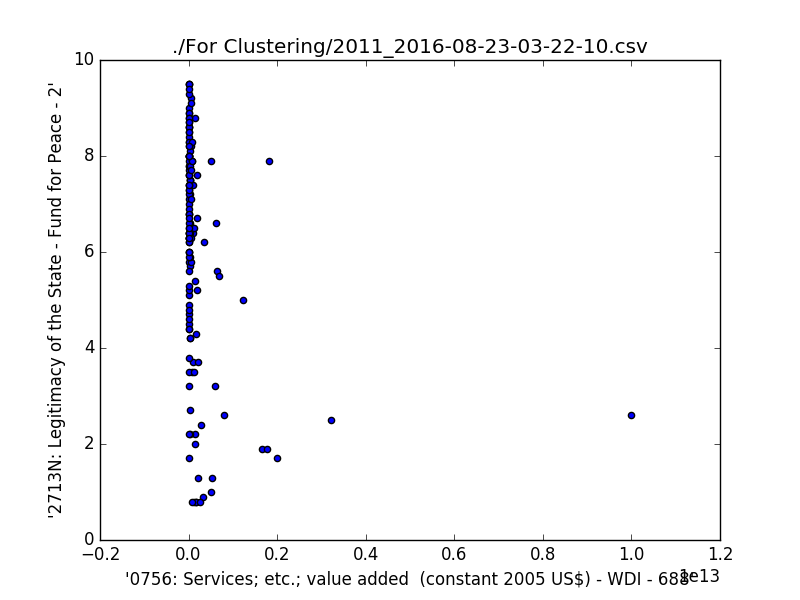 ./For Clustering/2011_2016-08-23-03-22-10.csv
'2713N: Legitimacy of the State - Fund for Peace - 2'
10
8
6
4
2
0
−0.2 0.0 0.2 0.4 0.6 0.8 1.0 1.2
1e13
'0756: Services; etc.; value added (constant 2005 US$) - WDI - 688'